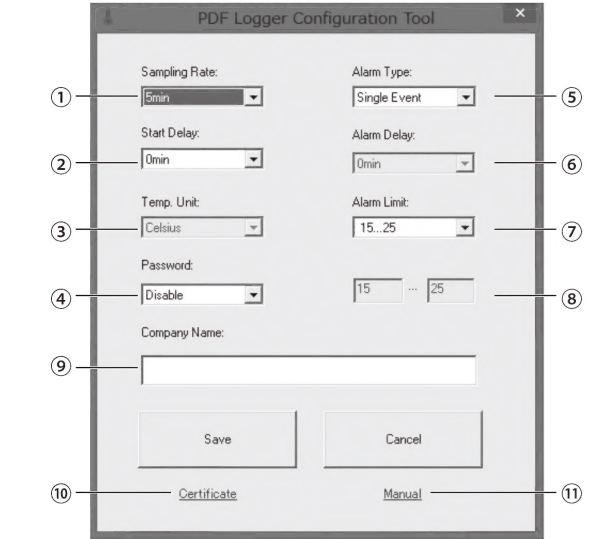 PDF Logger Configuration Tool ×
Sampling Rate: Alarm Type:
① 5min Single Event ⑤
Start Delay: Alarm Delay:
② 0min 0min ⑥
Temp. Unit: Alarm Limit:
③ Celsius 15...25 ⑦
Password:
④ Disable 15 ... 25 ⑧
Company Name:
⑨
Save Cancel
⑩ Certificate Manual ⑪